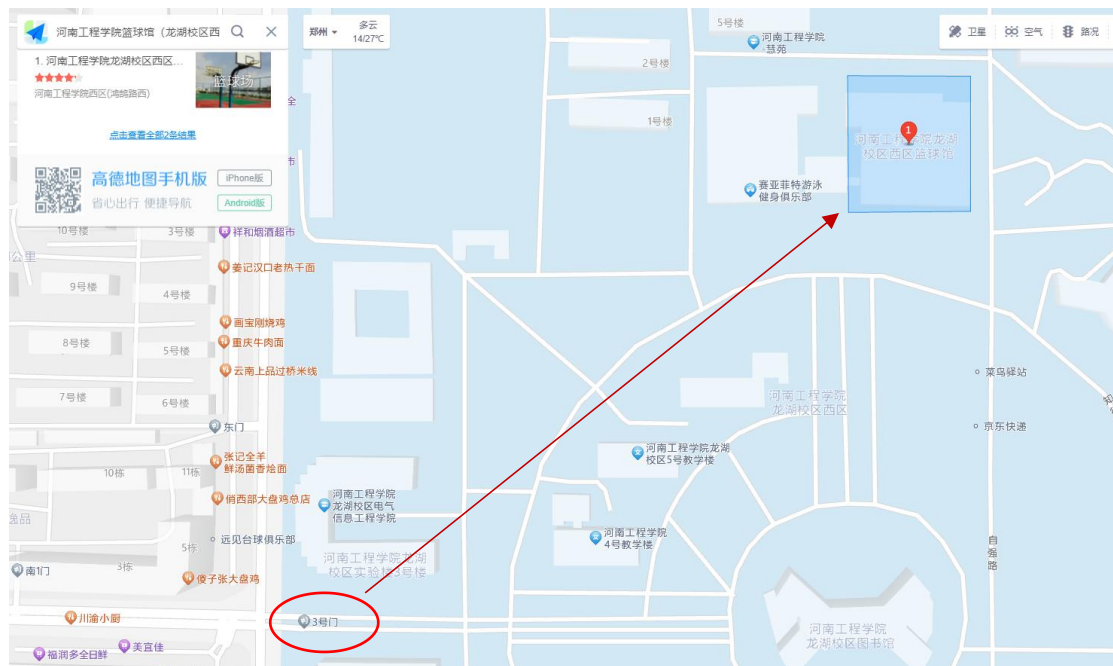 河南工程学院篮球馆（龙湖校区西
郑州
多云
14/27℃
卫星
空气
路况
1. 河南工程学院龙湖校区西区...
河南工程学院西区(鸿鹄路西)
篮球场
点击查看全部2条结果
高德地图手机版
iPhone版
省心出行 便捷导航
Android版
全
市
5号楼
河南工程学院
·慧苑
2号楼
1号楼
1
河南工程学院龙湖
校区西区篮球馆
赛亚菲特游泳
健身俱乐部
10号楼
3号楼
祥和烟酒超市
公里
姜记汉口老热干面
9号楼
4号楼
画宝刚烧鸡
8号楼
重庆牛肉面
5号楼
云南上品过桥米线
菜鸟驿站
7号楼
6号楼
河南工程学院
龙湖校区西区
东门
京东快递
张记全羊
鲜汤菌香烩面
10栋
11栋
河南工程学院龙湖
校区5号教学楼
俏西部大盘鸡总店
河南工程学院
龙湖校区电气
信息工程学院
逸品
远见台球俱乐部
河南工程学院
4号教学楼
5栋
自强路
南1门
3栋
傻子张大盘鸡
河南工程学院龙湖
校区实验楼3号楼
川渝小厨
3号门
河南工程学院
龙湖校区图书馆
福润多全日鲜
美宜佳